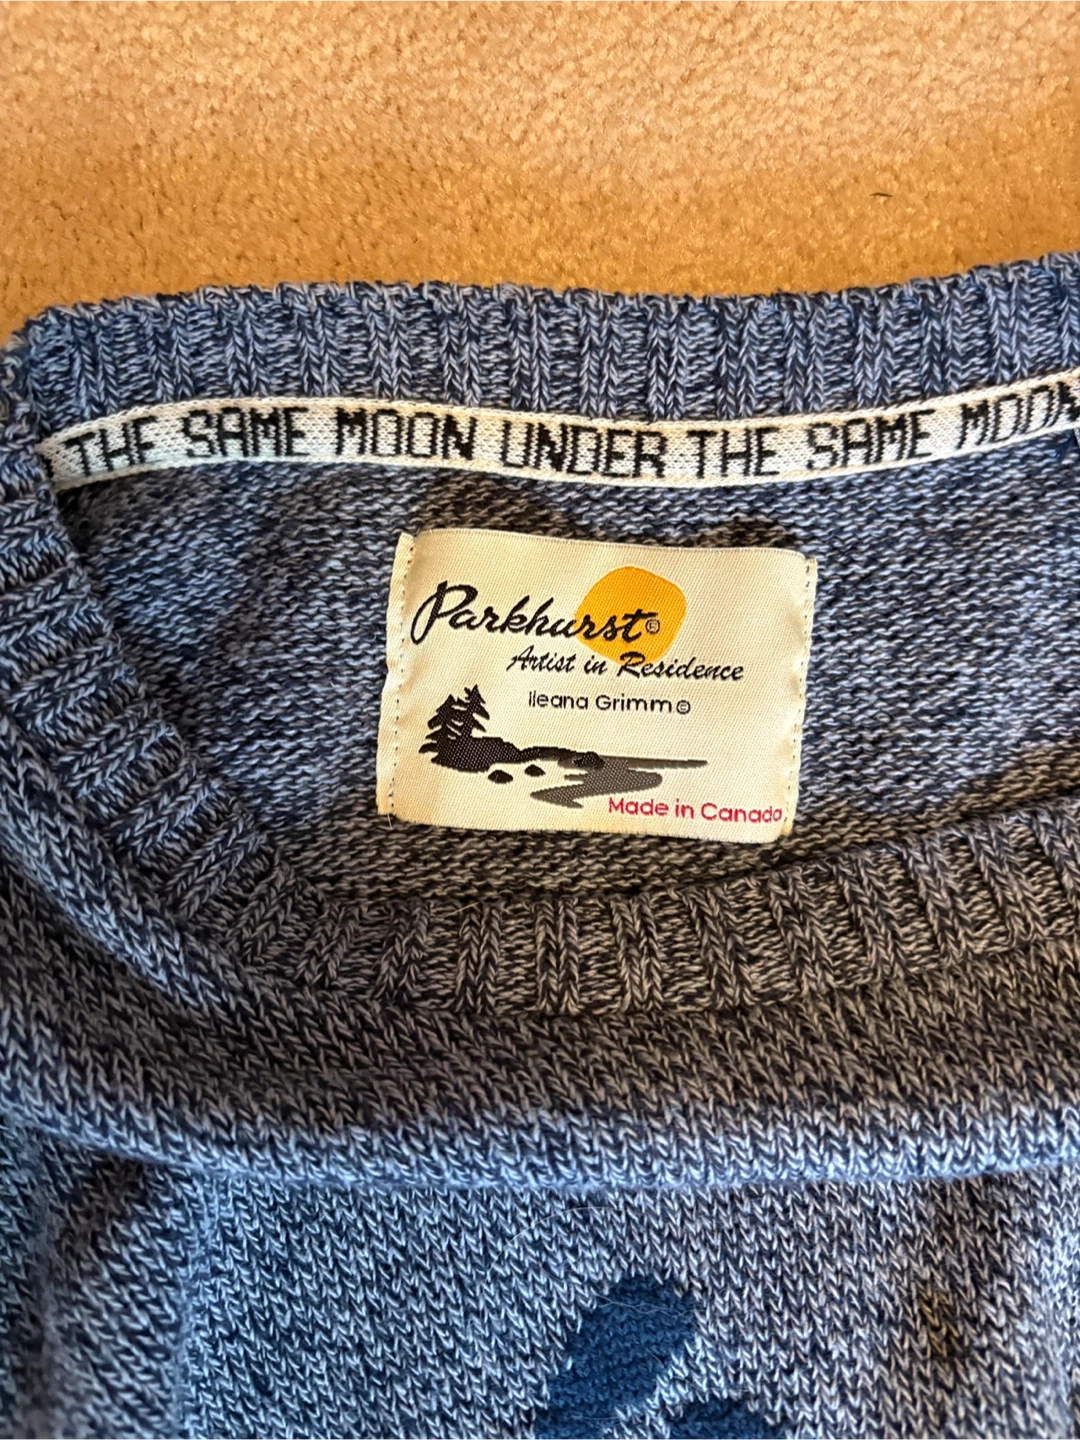 THE SAME MOON UNDER THE SAME MOON
Parkhurst©
Artist in Residence
Ileana Grimm©
Made in Canada